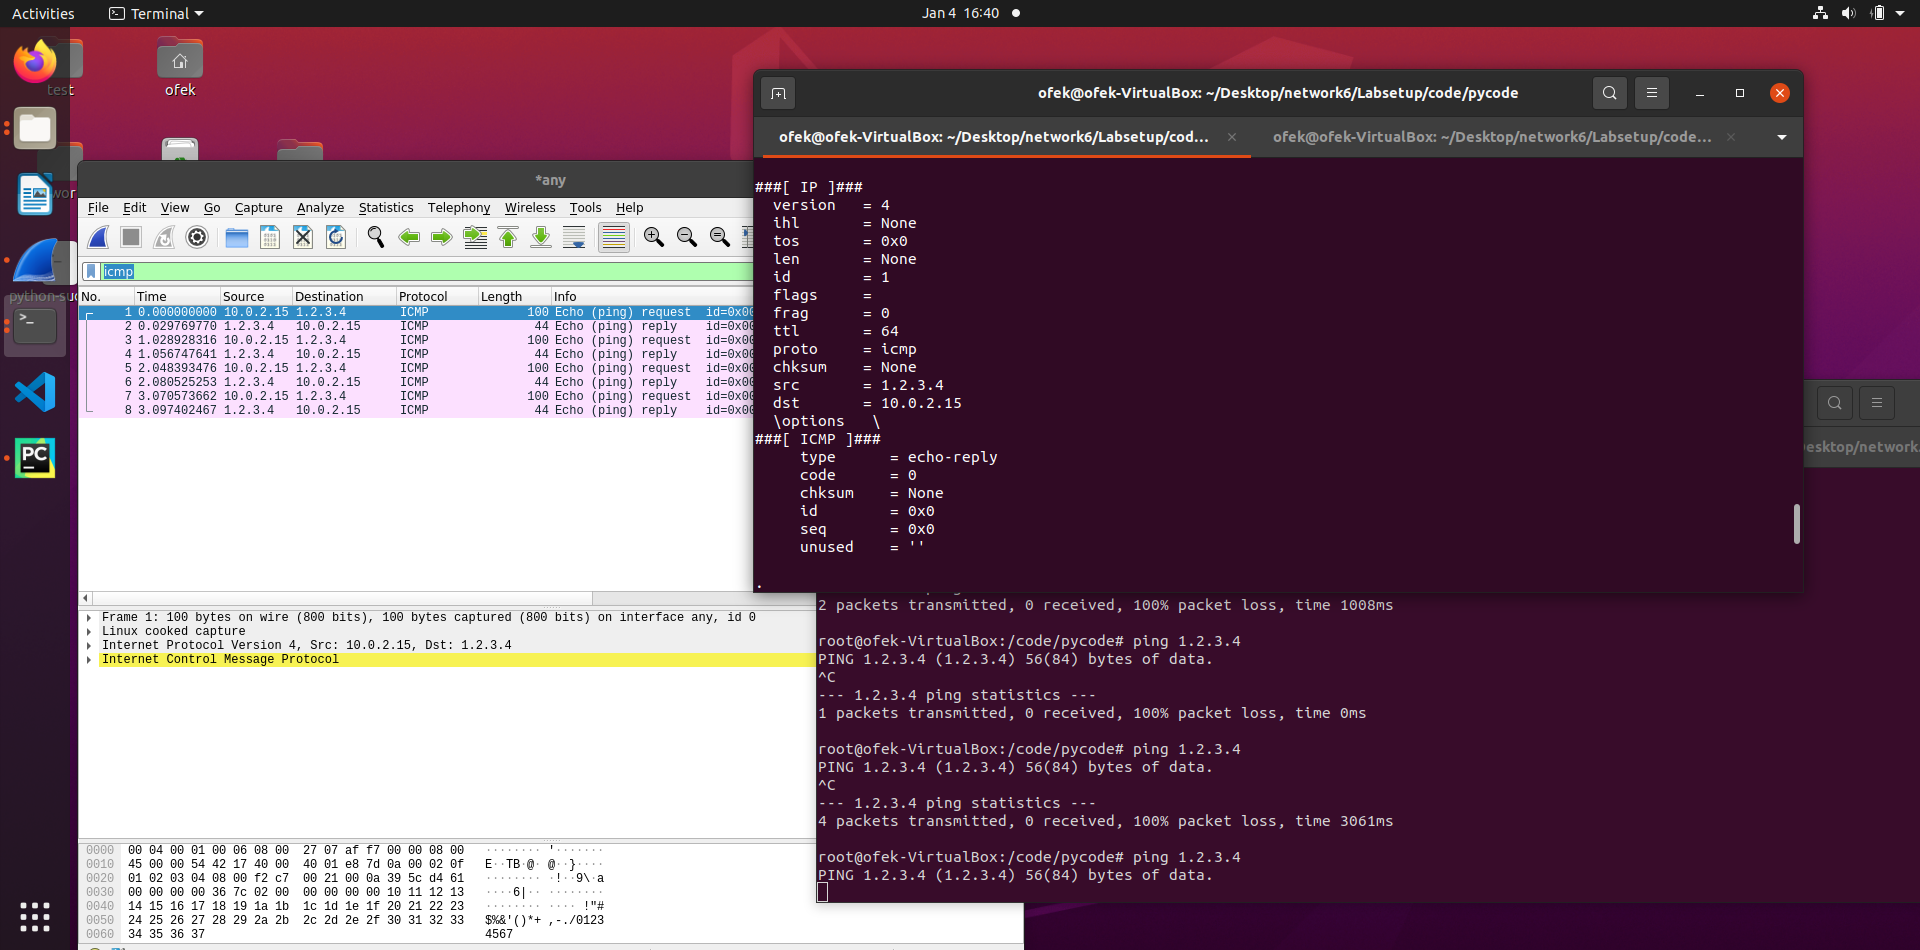 Activities
Terminal
Jan 4 16:40
test
ofek
ofek@ofek-VirtualBox: ~/Desktop/network6/Labsetup/code/pycode
ofek@ofek-VirtualBox: ~/Desktop/network6/Labsetup/cod...
ofek@ofek-VirtualBox: ~/Desktop/network6/Labsetup/code...
###[ IP ]###
version = 4
ihl = None
tos = 0x0
len = None
id = 1
flags =
frag = 0
ttl = 64
proto = icmp
chksum = None
src = 1.2.3.4
dst = 10.0.2.15
\options \
###[ ICMP ]###
type = echo-reply
code = 0
chksum = None
id = 0x0
seq = 0x0
unused = ''
.
*any
File Edit View Go Capture Analyze Statistics Telephony Wireless Tools Help
icmp
No. Time Source Destination Protocol Length Info
1 0.000000000 10.0.2.15 1.2.3.4 ICMP 100 Echo (ping) request id=0x00
2 0.029769770 1.2.3.4 10.0.2.15 ICMP 44 Echo (ping) reply id=0x00
3 1.028928316 10.0.2.15 1.2.3.4 ICMP 100 Echo (ping) request id=0x00
4 1.056747641 1.2.3.4 10.0.2.15 ICMP 44 Echo (ping) reply id=0x00
5 2.048393476 10.0.2.15 1.2.3.4 ICMP 100 Echo (ping) request id=0x00
6 2.080525253 1.2.3.4 10.0.2.15 ICMP 44 Echo (ping) reply id=0x00
7 3.070573662 10.0.2.15 1.2.3.4 ICMP 100 Echo (ping) request id=0x00
8 3.097402467 1.2.3.4 10.0.2.15 ICMP 44 Echo (ping) reply id=0x00
Frame 1: 100 bytes on wire (800 bits), 100 bytes captured (800 bits) on interface any, id 0
Linux cooked capture
Internet Protocol Version 4, Src: 10.0.2.15, Dst: 1.2.3.4
Internet Control Message Protocol
0000 00 04 00 01 00 06 08 00 27 07 af f7 00 00 08 00 ········ '·······
0010 45 00 00 54 42 17 40 00 40 01 e8 7d 0a 00 02 0f E··TB·@· @··}····
0020 01 02 03 04 08 00 f2 c7 00 21 00 0a 39 5c d4 61 ········ ·!··9\·a
0030 00 00 00 00 36 7c 02 00 00 00 00 00 10 11 12 13 ····6|·· ········
0040 14 15 16 17 18 19 1a 1b 1c 1d 1e 1f 20 21 22 23 ········ ···· !"#
0050 24 25 26 27 28 29 2a 2b 2c 2d 2e 2f 30 31 32 33 $%&'()*+ ,-./0123
0060 34 35 36 37 4567
PC
esktop/network.
2 packets transmitted, 0 received, 100% packet loss, time 1008ms
root@ofek-VirtualBox:/code/pycode# ping 1.2.3.4
PING 1.2.3.4 (1.2.3.4) 56(84) bytes of data.
^C
--- 1.2.3.4 ping statistics ---
1 packets transmitted, 0 received, 100% packet loss, time 0ms
root@ofek-VirtualBox:/code/pycode# ping 1.2.3.4
PING 1.2.3.4 (1.2.3.4) 56(84) bytes of data.
^C
--- 1.2.3.4 ping statistics ---
4 packets transmitted, 0 received, 100% packet loss, time 3061ms
root@ofek-VirtualBox:/code/pycode# ping 1.2.3.4
PING 1.2.3.4 (1.2.3.4) 56(84) bytes of data.